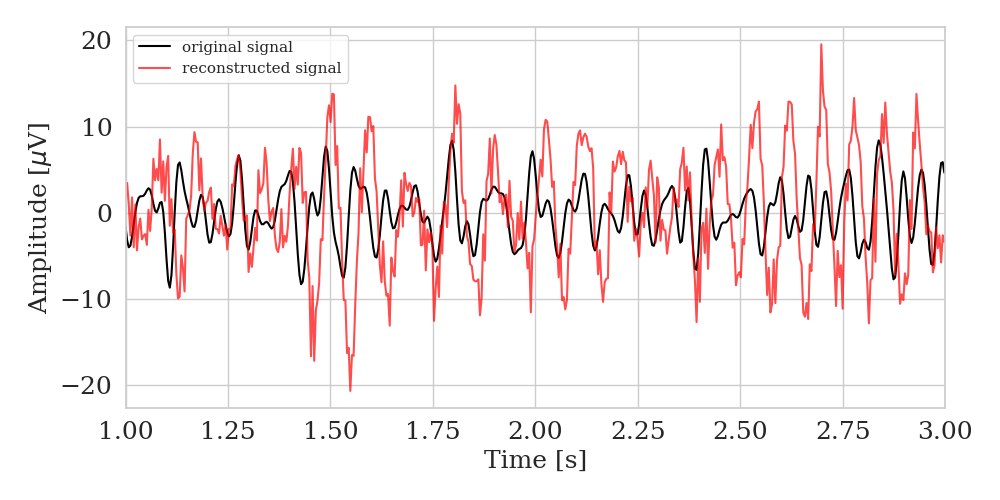 original signal
reconstructed signal
20
10
0
−10
−20
Amplitude [μV]
1.00 1.25 1.50 1.75 2.00 2.25 2.50 2.75 3.00
Time [s]